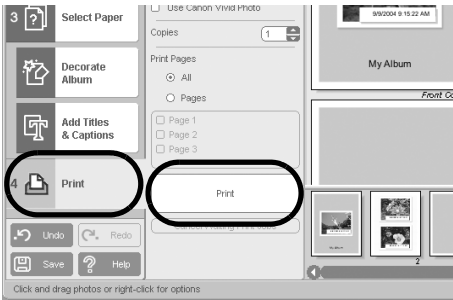 3 Select Paper
Decorate
Album
Add Titles
& Captions
4 Print
Undo
Redo
Save
Help
Use Canon Vivid Photo
Copies
1
Print Pages
All
Pages
Page 1
Page 2
Page 3
Print
9/9/2004 9:15:22 AM
My Album
Front
2
Click and drag photos or right-click for options